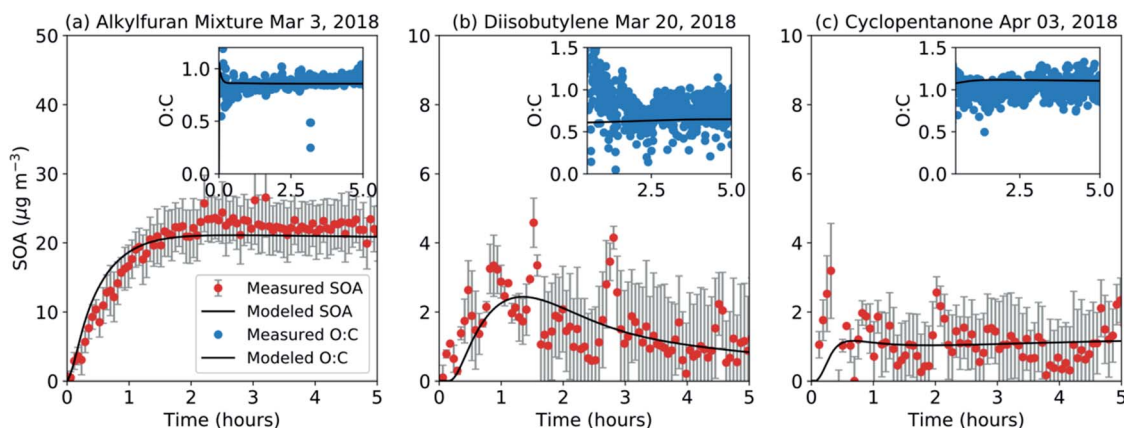 (a) Alkylfuran Mixture Mar 3, 2018
(b) Diisobutylene Mar 20, 2018
(c) Cyclopentanone Apr 03, 2018
SOA (μg m⁻³)
50
40
30
20
10
0
O:C
1.0
0.5
0.0
0.0
2.5
5.0
Measured SOA
Modeled SOA
Measured O:C
Modeled O:C
0 1 2 3 4 5
Time (hours)
10
8
6
4
2
0
O:C
1.5
1.0
0.5
0.0
2.5
5.0
0 1 2 3 4 5
Time (hours)
10
8
6
4
2
0
O:C
1.5
1.0
0.5
0.0
2.5
5.0
0 1 2 3 4 5
Time (hours)